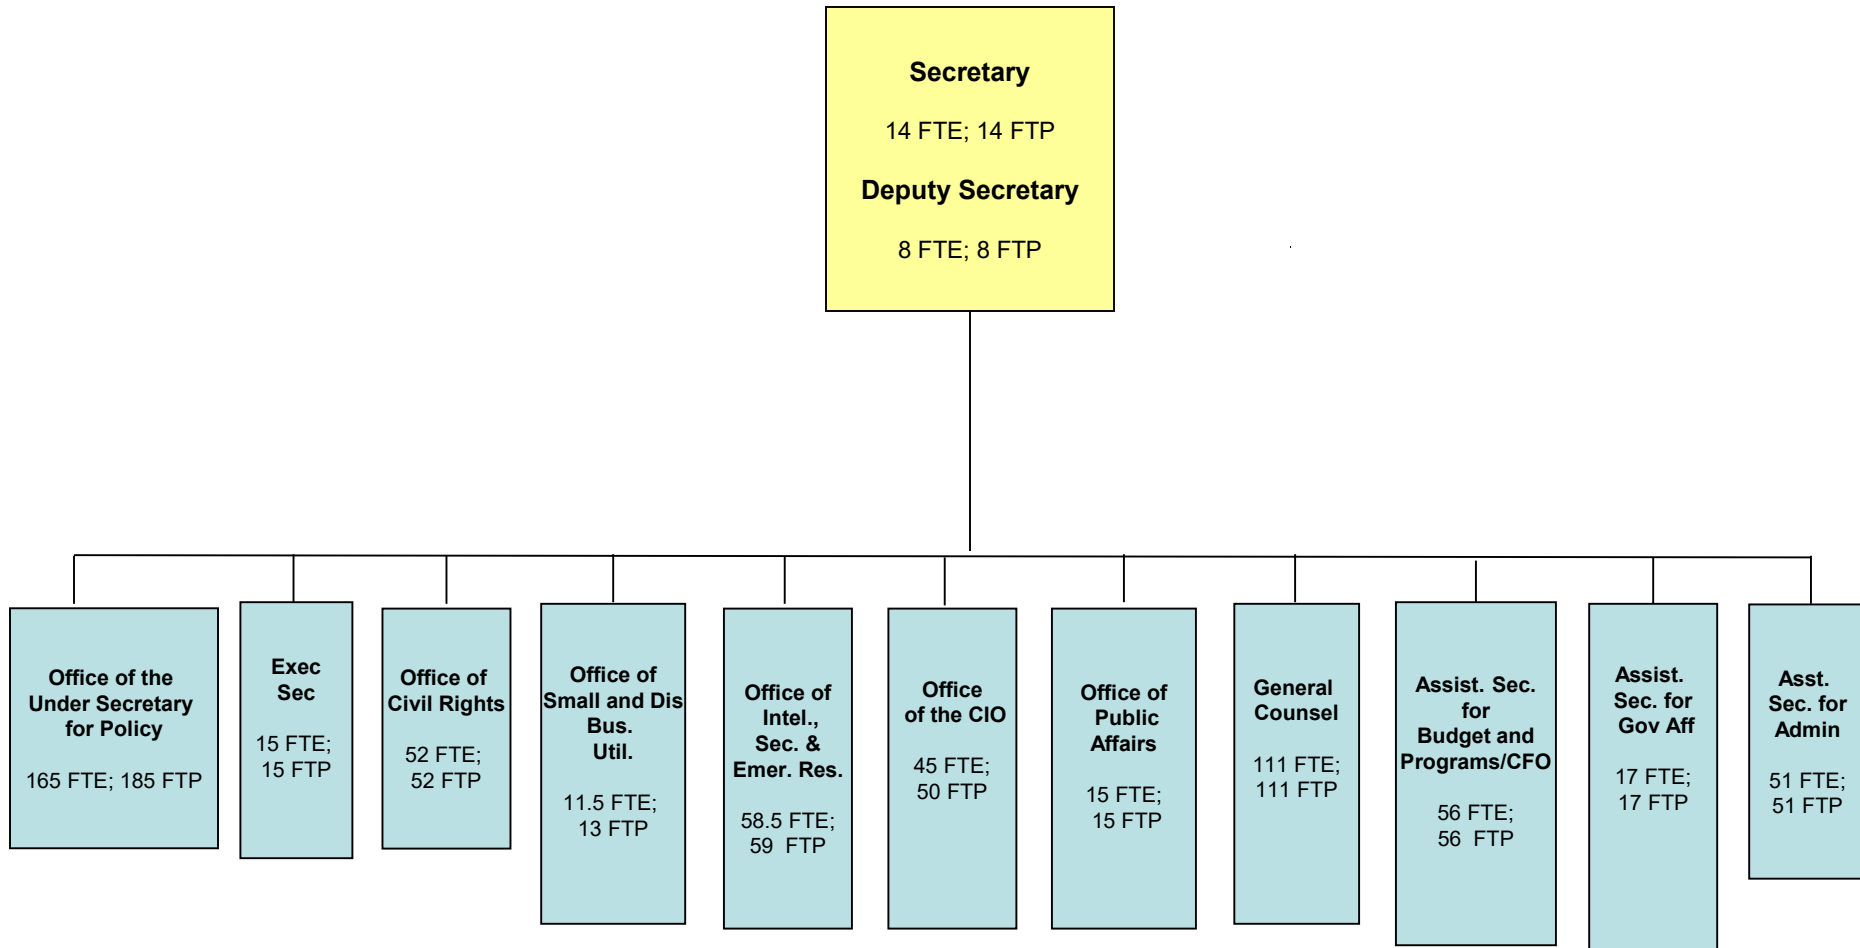 Secretary
14 FTE; 14 FTP
Deputy Secretary
8 FTE; 8 FTP
Office of the
Under Secretary
for Policy
165 FTE; 185 FTP
Exec
Sec
15 FTE;
15 FTP
Office of
Civil Rights
52 FTE;
52 FTP
Office of
Small and Dis
Bus.
Util.
11.5 FTE;
13 FTP
Office of
Intel.,
Sec. &
Emer. Res.
58.5 FTE;
59 FTP
Office
of the CIO
45 FTE;
50 FTP
Office of
Public
Affairs
15 FTE;
15 FTP
General
Counsel
111 FTE;
111 FTP
Assist. Sec.
for
Budget and
Programs/CFO
56 FTE;
56 FTP
Assist.
Sec. for
Gov Aff
17 FTE;
17 FTP
Asst.
Sec. for
Admin
51 FTE;
51 FTP